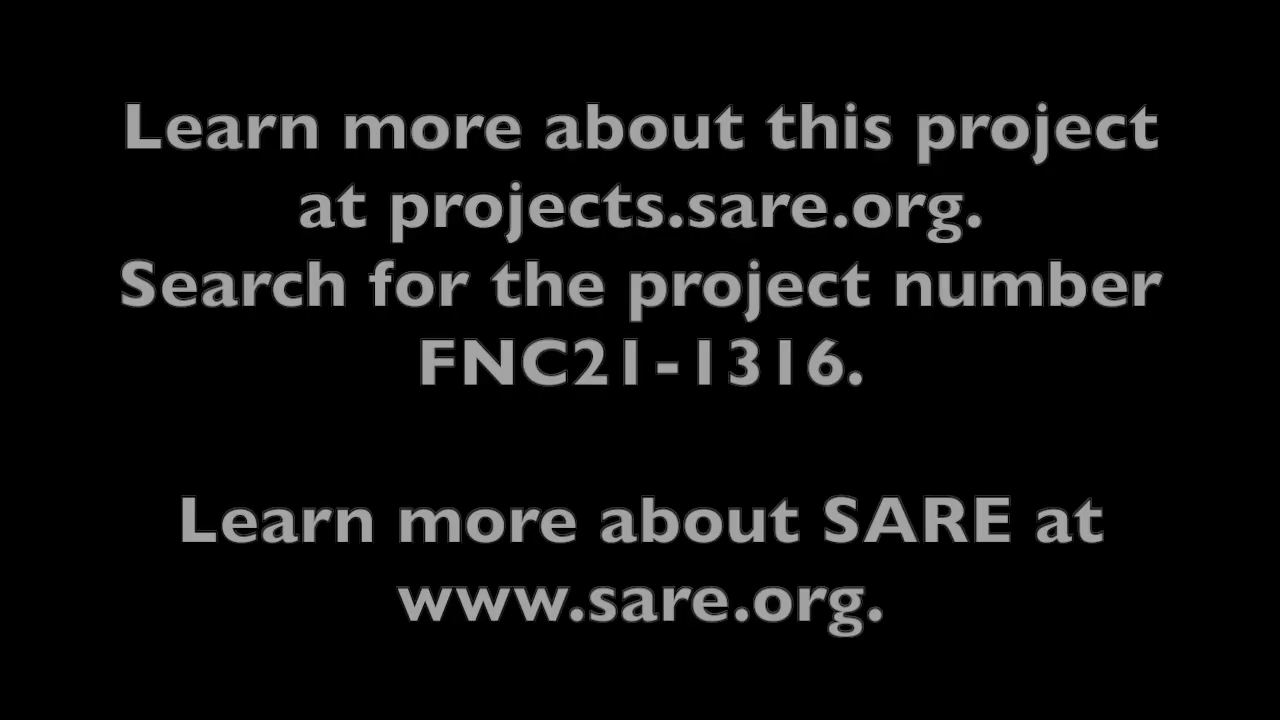 Learn more about this project
at projects.sare.org.
Search for the project number
FNC21-1316.
Learn more about SARE at
www.sare.org.